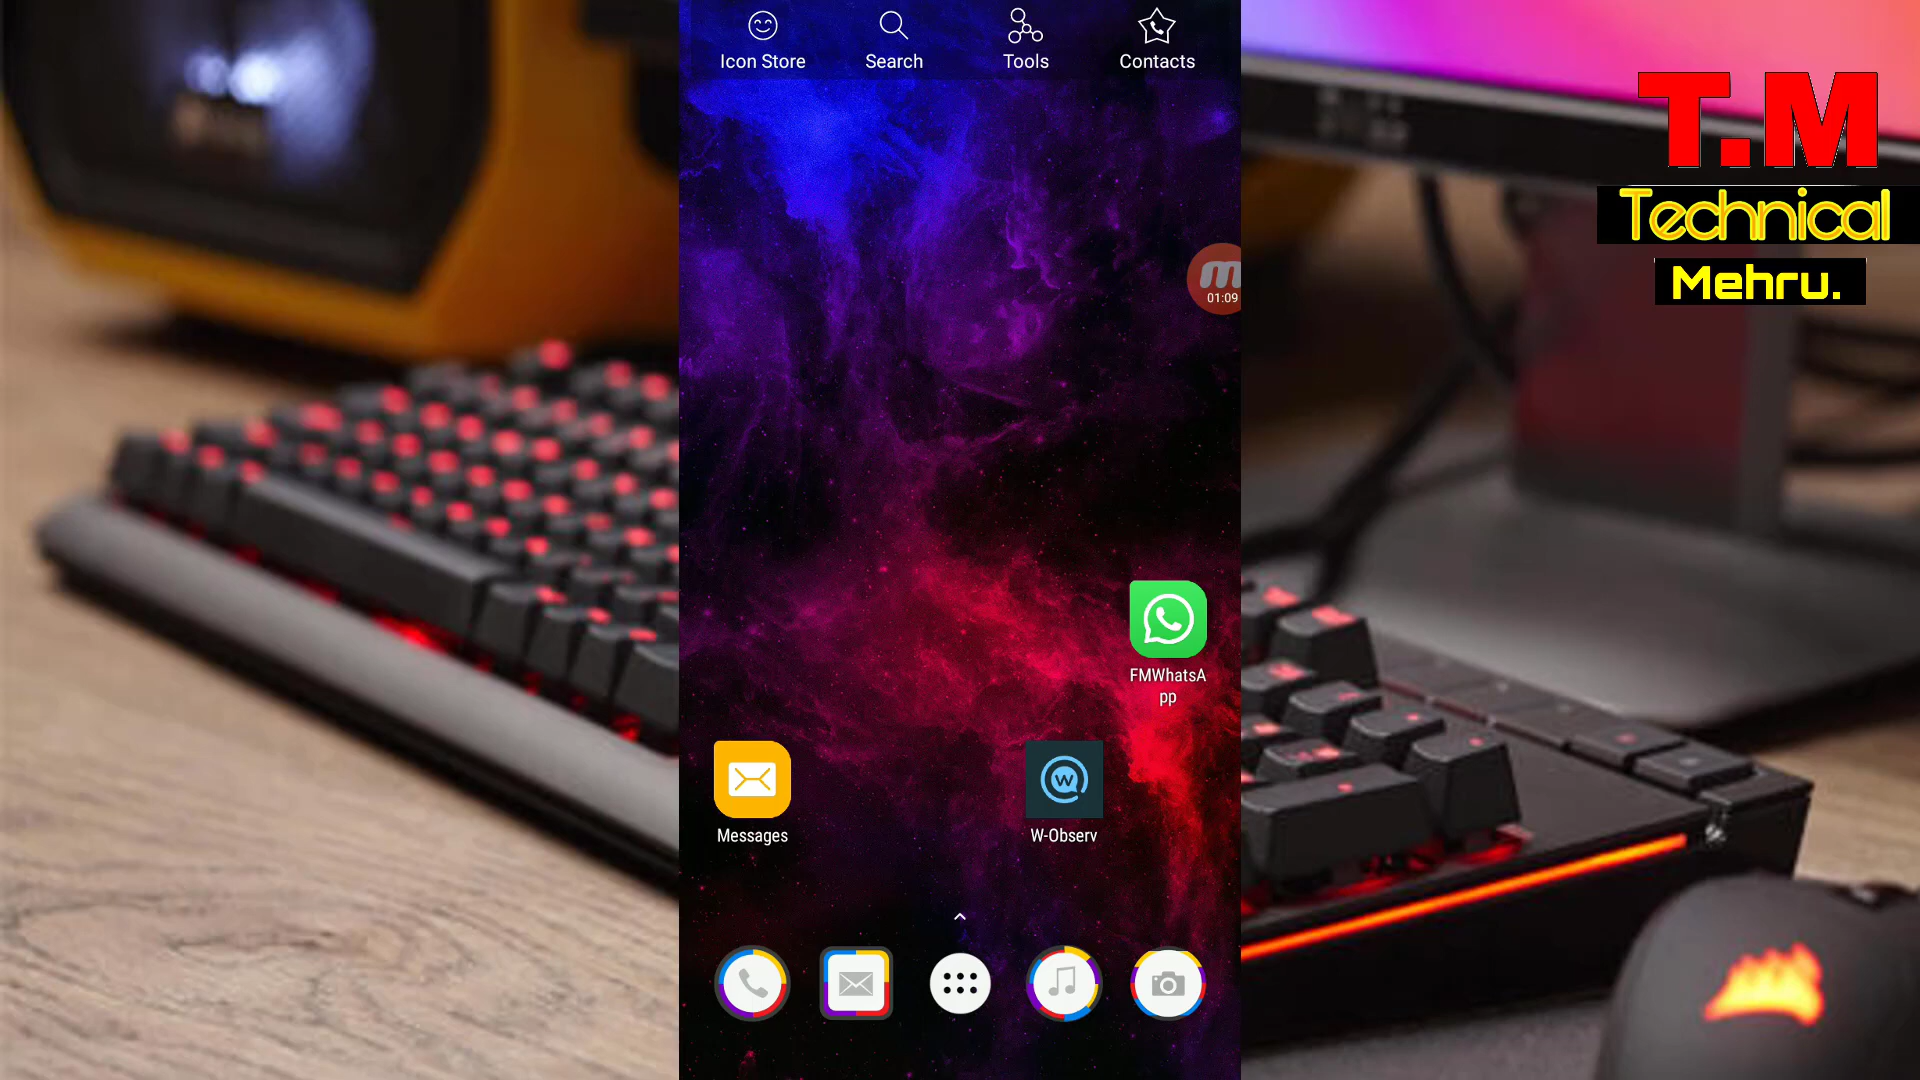 Icon Store
Search
Tools
Contacts
T.M
Technical
Mehru.
m
01:09
FMWhatsA
pp
Messages
W
W-Observ